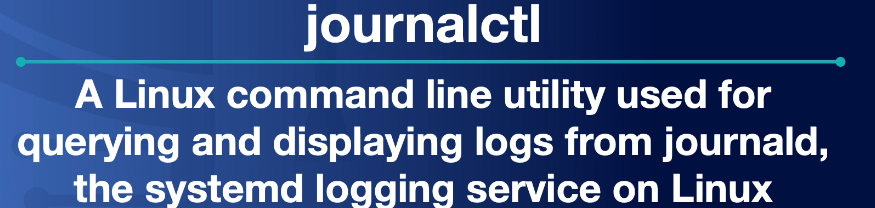 journalctl
A Linux command line utility used for
querying and displaying logs from journald,
the systemd logging service on Linux